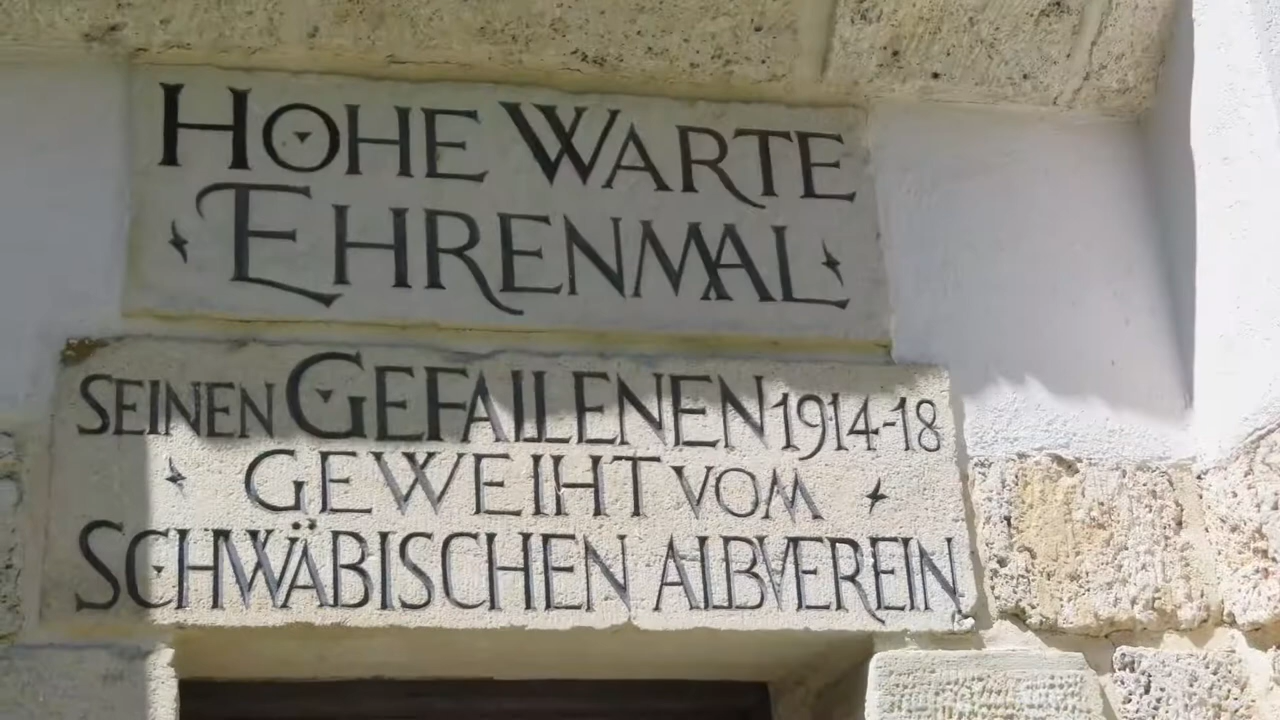 HOHE WARTE
EHRENMAL
SEINEN GEFALLENEN 1914-18
GEWEIHT VOM
SCHWÄBISCHEN ALBVEREIN